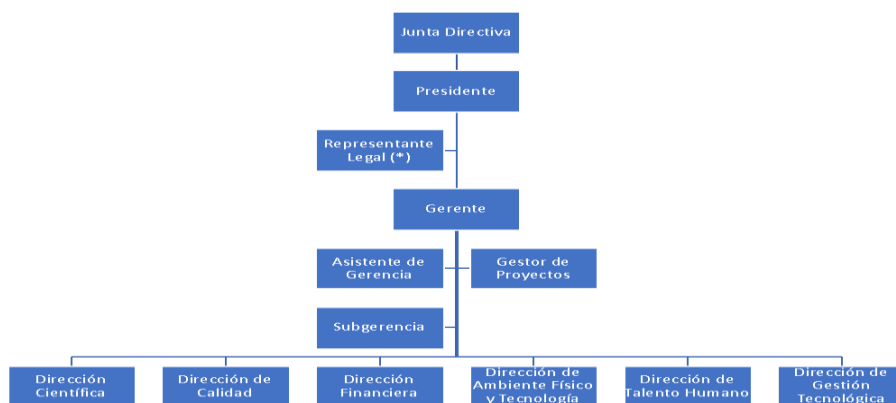 Junta Directiva
Presidente
Representante
Legal (*)
Gerente
Asistente de
Gerencia
Gestor de
Proyectos
Subgerencia
Dirección
Científica
Dirección de
Calidad
Dirección
Financiera
Dirección de
Ambiente Físico
y Tecnología
Dirección de
Talento Humano
Dirección de
Gestión
Tecnológica